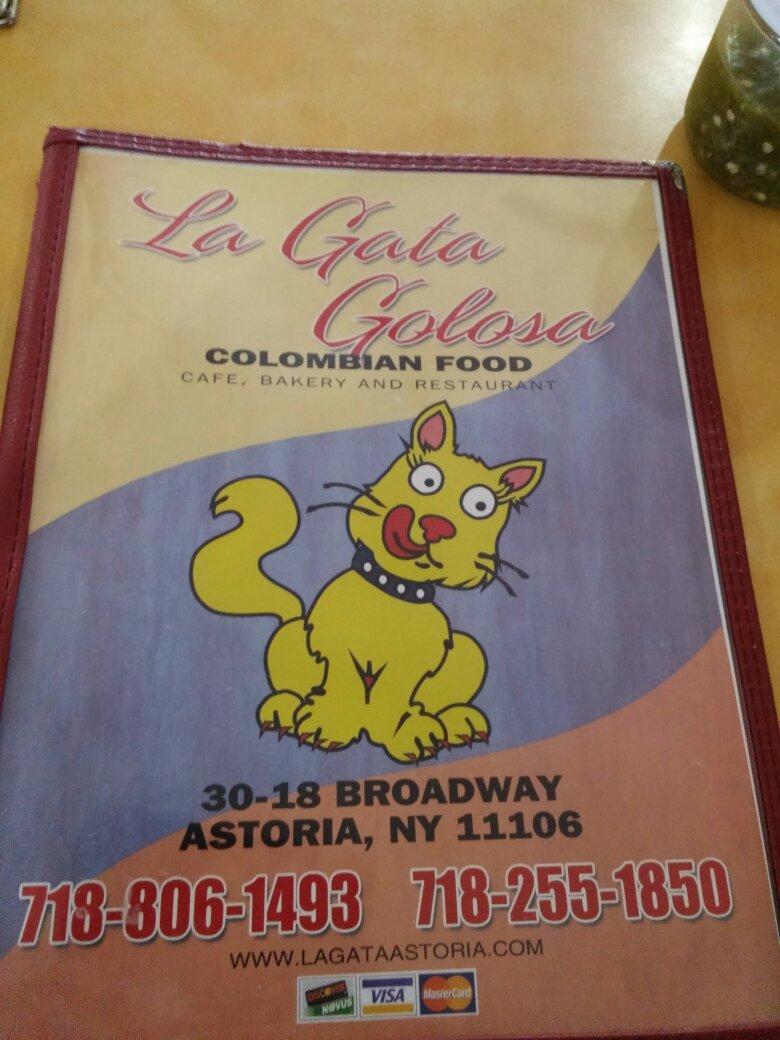 La Gata
Golosa
COLOMBIAN FOOD
CAFE, BAKERY AND RESTAURANT
30-18 BROADWAY
ASTORIA, NY 11106
718-806-1493 718-255-1850
WWW.LAGATAASTORIA.COM
DISCOVER NOVUS VISA MasterCard